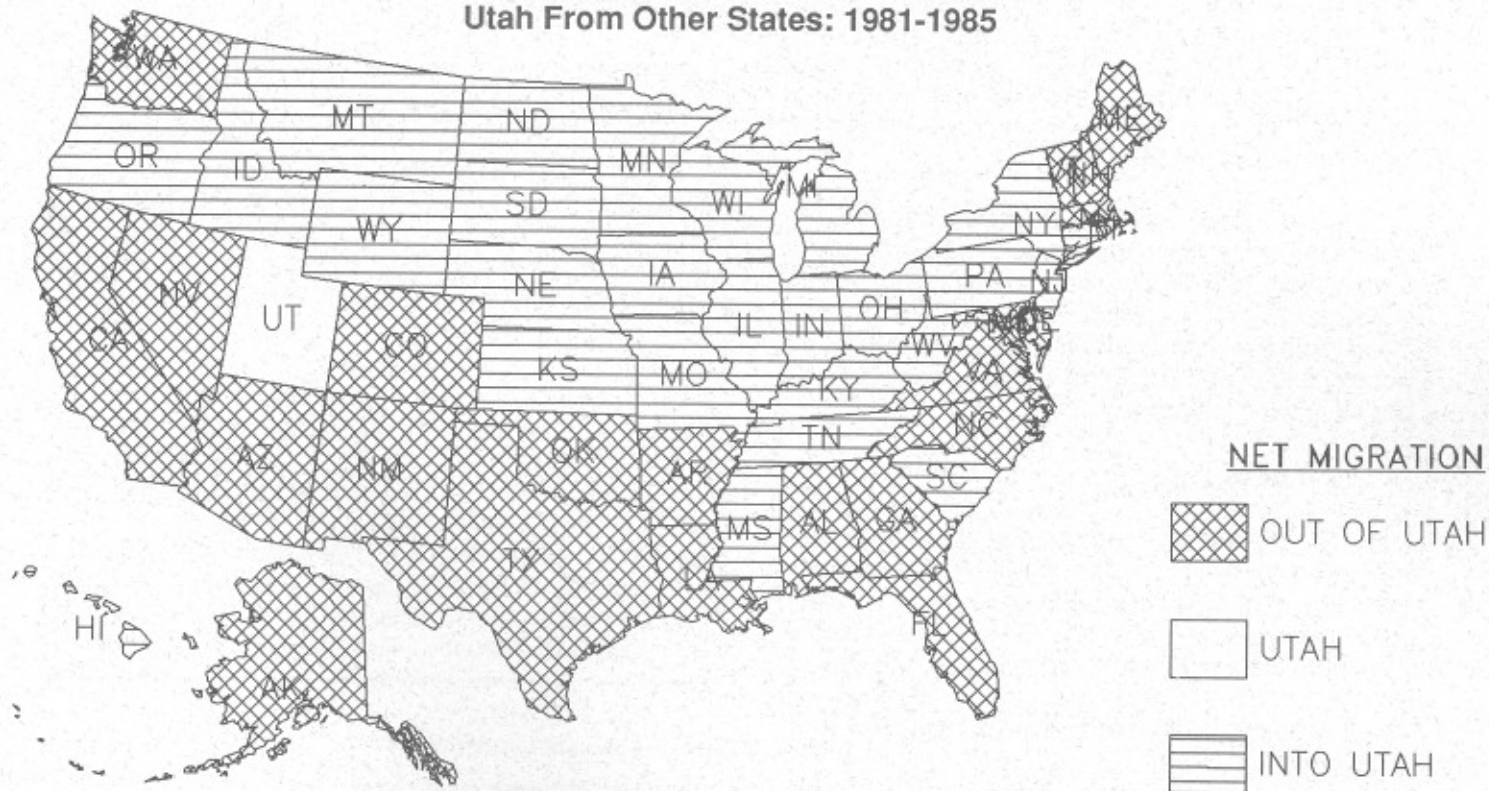 Utah From Other States: 1981-1985
WA
MT
ND
MN
OR
ID
SD
WI
MI
NY
WY
IA
NE
PA
NJ
NV
UT
CA
CO
IL
IN
OH
WV
VA
KS
MO
KY
TN
NC
AZ
NM
OK
AR
SC
MS
AL
GA
HI
AK
FL
NET MIGRATION
OUT OF UTAH
UTAH
INTO UTAH